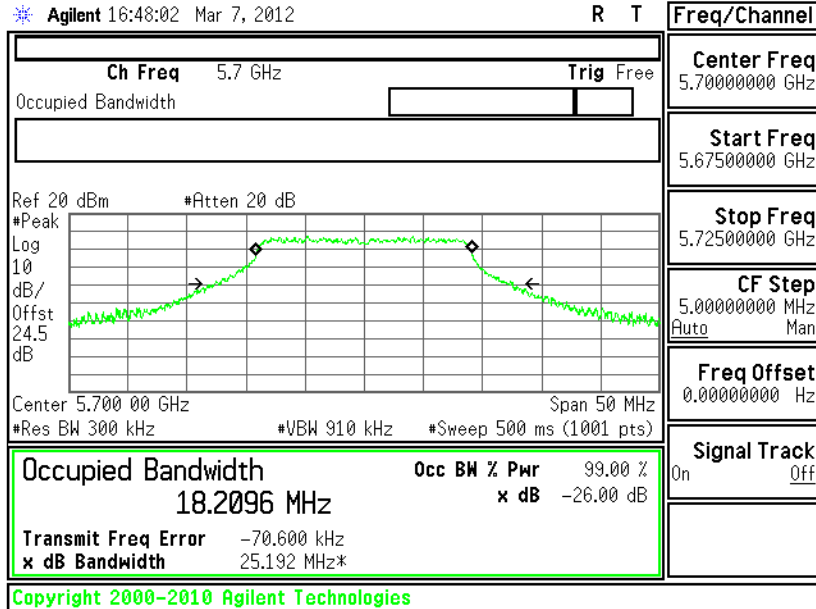 Agilent 16:48:02 Mar 7, 2012 R T
Freq/Channel
Ch Freq 5.7 GHz Trig Free
Occupied Bandwidth
Center Freq
5.70000000 GHz
Start Freq
5.67500000 GHz
Stop Freq
5.72500000 GHz
CF Step
5.00000000 MHz
Auto Man
Freq Offset
0.00000000 Hz
Signal Track
On Off
Ref 20 dBm #Atten 20 dB
#Peak
Log
10
dB/
Offst
24.5
dB
Center 5.700 00 GHz Span 50 MHz
#Res BW 300 kHz #VBW 910 kHz #Sweep 500 ms (1001 pts)
Occupied Bandwidth Occ BW % Pwr 99.00 %
18.2096 MHz x dB -26.00 dB
Transmit Freq Error -70.600 kHz
x dB Bandwidth 25.192 MHz*
Copyright 2000-2010 Agilent Technologies